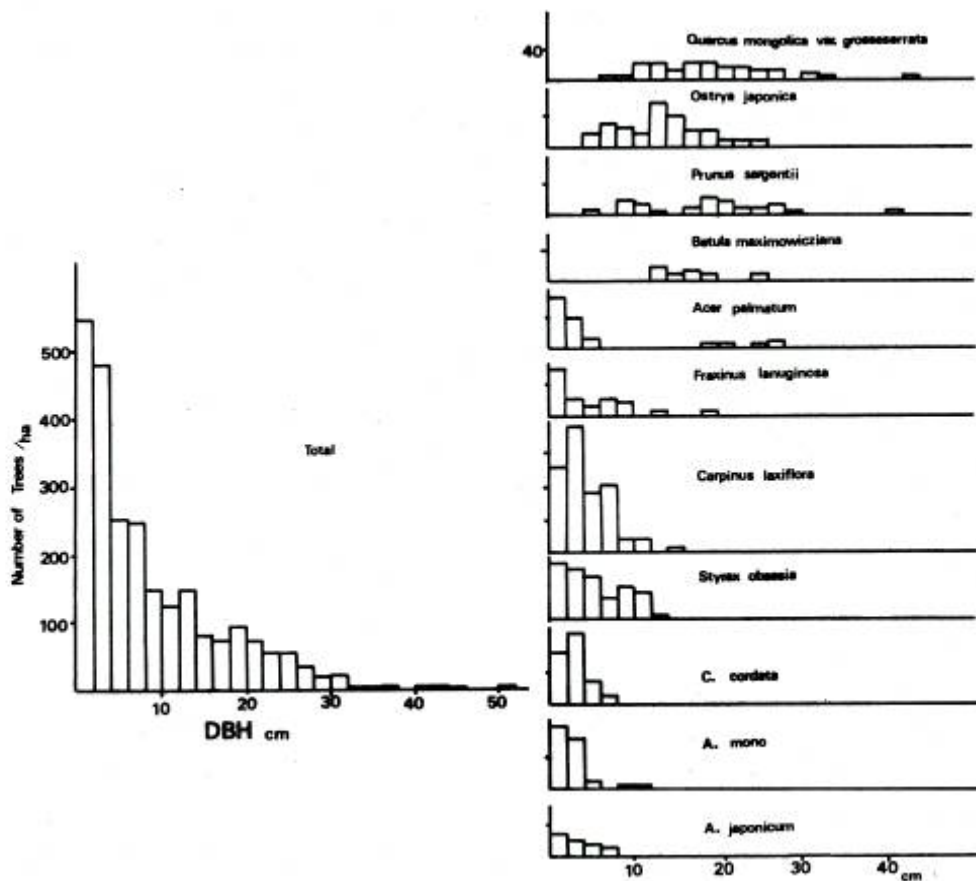 500
400
300
200
100
Number of Trees /ha
Total
10
20
30
40
50
DBH cm
40
Quercus mongolica var. grosseserrata
Ostrya japonica
Prunus sargentii
Betula maximowicziana
Acer palmatum
Fraxinus lanuginosa
Carpinus laxiflora
Styrax obassia
C. cordata
A. mono
A. japonicum
10
20
30
40 cm